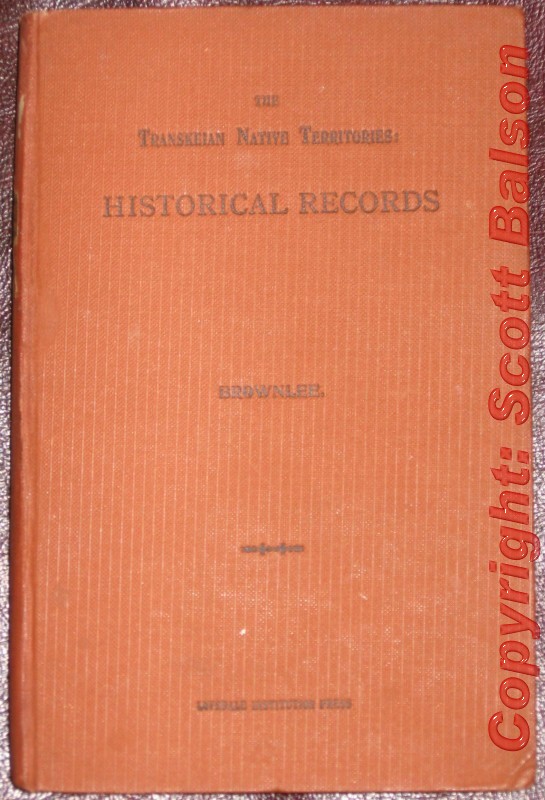 THE
TRANSKEIAN NATIVE TERRITORIES:
HISTORICAL RECORDS
BROWNLEE.
LOVEDALE INSTITUTION PRESS
Copyright: Scott Balson